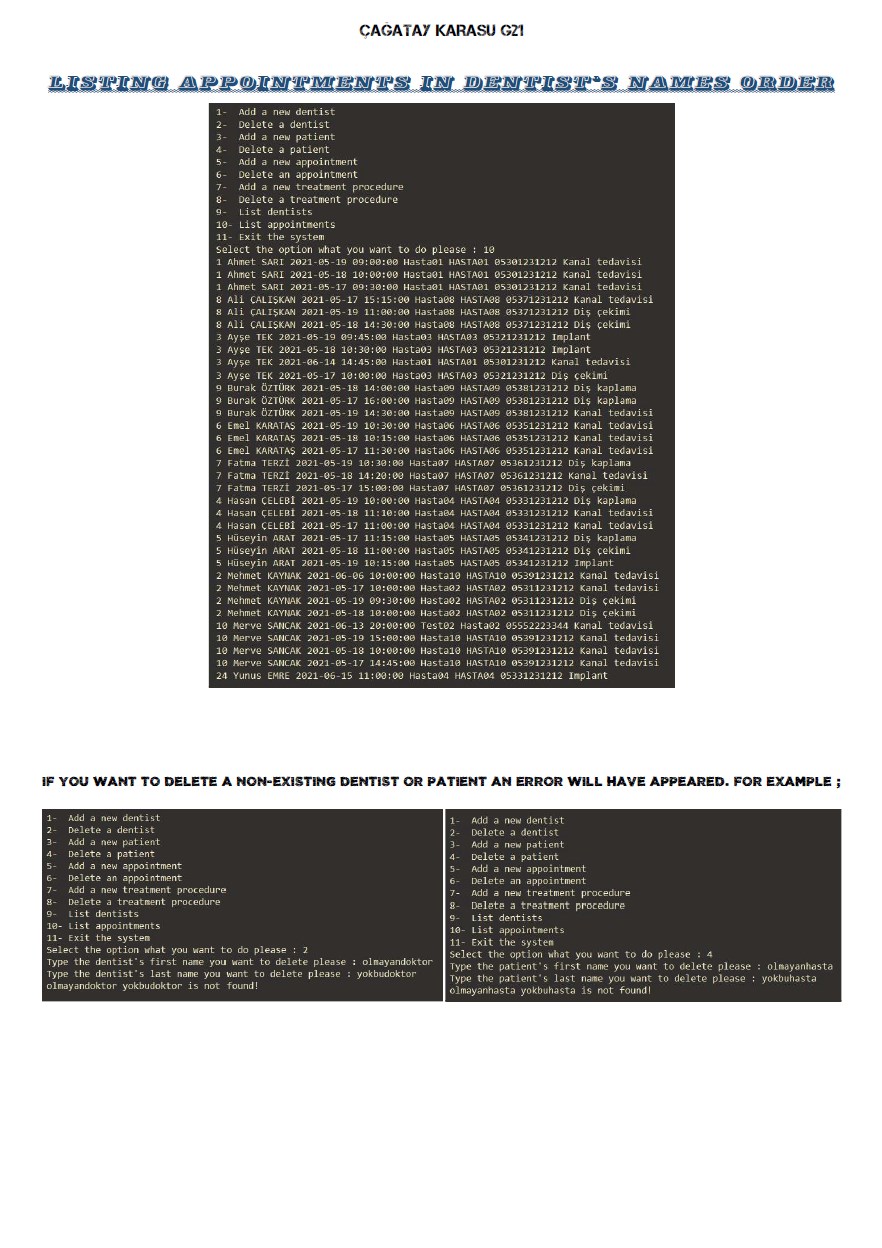 ÇAĞATAY KARASU G21
LISTING APPOINTMENTS IN DENTIST'S NAMES ORDER
1- Add a new dentist
2- Delete a dentist
3- Add a new patient
4- Delete a patient
5- Add a new appointment
6- Delete an appointment
7- Add a new treatment procedure
8- Delete a treatment procedure
9- List dentists
10- List appointments
11- Exit the system
Select the option what you want to do please : 10
1 Ahmet SARI 2021-05-19 09:00:00 Hasta01 HASTA01 05301231212 Kanal tedavisi
1 Ahmet SARI 2021-05-18 10:00:00 Hasta01 HASTA01 05301231212 Kanal tedavisi
1 Ahmet SARI 2021-05-17 09:30:00 Hasta01 HASTA01 05301231212 Kanal tedavisi
8 Ali ÇALIŞKAN 2021-05-17 15:15:00 Hasta08 HASTA08 05371231212 Kanal tedavisi
8 Ali ÇALIŞKAN 2021-05-19 11:00:00 Hasta08 HASTA08 05371231212 Diş çekimi
8 Ali ÇALIŞKAN 2021-05-18 14:30:00 Hasta08 HASTA08 05371231212 Diş çekimi
3 Ayşe TEK 2021-05-19 09:45:00 Hasta03 HASTA03 05321231212 Implant
3 Ayşe TEK 2021-05-18 10:30:00 Hasta03 HASTA03 05321231212 Implant
3 Ayşe TEK 2021-06-14 14:45:00 Hasta01 HASTA01 05301231212 Kanal tedavisi
3 Ayşe TEK 2021-05-17 10:00:00 Hasta03 HASTA03 05321231212 Diş çekimi
9 Burak ÖZTÜRK 2021-05-18 14:00:00 Hasta09 HASTA09 05381231212 Diş kaplama
9 Burak ÖZTÜRK 2021-05-17 16:00:00 Hasta09 HASTA09 05381231212 Diş kaplama
9 Burak ÖZTÜRK 2021-05-19 14:30:00 Hasta09 HASTA09 05381231212 Kanal tedavisi
6 Emel KARATAŞ 2021-05-19 10:30:00 Hasta06 HASTA06 05351231212 Kanal tedavisi
6 Emel KARATAŞ 2021-05-18 10:15:00 Hasta06 HASTA06 05351231212 Kanal tedavisi
6 Emel KARATAŞ 2021-05-17 11:30:00 Hasta06 HASTA06 05351231212 Kanal tedavisi
7 Fatma TERZİ 2021-05-19 10:30:00 Hasta07 HASTA07 05361231212 Diş kaplama
7 Fatma TERZİ 2021-05-18 14:20:00 Hasta07 HASTA07 05361231212 Kanal tedavisi
7 Fatma TERZİ 2021-05-17 15:00:00 Hasta07 HASTA07 05361231212 Diş çekimi
4 Hasan ÇELEBİ 2021-05-19 10:00:00 Hasta04 HASTA04 05331231212 Diş kaplama
4 Hasan ÇELEBİ 2021-05-18 11:10:00 Hasta04 HASTA04 05331231212 Kanal tedavisi
4 Hasan ÇELEBİ 2021-05-17 11:00:00 Hasta04 HASTA04 05331231212 Kanal tedavisi
5 Hüseyin ARAT 2021-05-17 11:15:00 Hasta05 HASTA05 05341231212 Diş kaplama
5 Hüseyin ARAT 2021-05-18 11:00:00 Hasta05 HASTA05 05341231212 Diş çekimi
5 Hüseyin ARAT 2021-05-19 10:15:00 Hasta05 HASTA05 05341231212 Implant
2 Mehmet KAYNAK 2021-06-06 10:00:00 Hasta10 HASTA10 05391231212 Kanal tedavisi
2 Mehmet KAYNAK 2021-05-17 10:00:00 Hasta02 HASTA02 05311231212 Kanal tedavisi
2 Mehmet KAYNAK 2021-05-19 09:30:00 Hasta02 HASTA02 05311231212 Diş çekimi
2 Mehmet KAYNAK 2021-05-18 10:00:00 Hasta02 HASTA02 05311231212 Diş çekimi
10 Merve SANCAK 2021-06-13 20:00:00 Test02 Hasta02 05552223344 Kanal tedavisi
10 Merve SANCAK 2021-05-19 15:00:00 Hasta10 HASTA10 05391231212 Kanal tedavisi
10 Merve SANCAK 2021-05-18 10:00:00 Hasta10 HASTA10 05391231212 Kanal tedavisi
10 Merve SANCAK 2021-05-17 14:45:00 Hasta10 HASTA10 05391231212 Kanal tedavisi
24 Yunus EMRE 2021-06-15 11:00:00 Hasta04 HASTA04 05331231212 Implant
IF YOU WANT TO DELETE A NON-EXISTING DENTIST OR PATIENT AN ERROR WILL HAVE APPEARED. FOR EXAMPLE ;
1- Add a new dentist
2- Delete a dentist
3- Add a new patient
4- Delete a patient
5- Add a new appointment
6- Delete an appointment
7- Add a new treatment procedure
8- Delete a treatment procedure
9- List dentists
10- List appointments
11- Exit the system
Select the option what you want to do please : 2
Type the dentist's first name you want to delete please : olmayandoktor
Type the dentist's last name you want to delete please : yokbudoktor
olmayandoktor yokbudoktor is not found!
1- Add a new dentist
2- Delete a dentist
3- Add a new patient
4- Delete a patient
5- Add a new appointment
6- Delete an appointment
7- Add a new treatment procedure
8- Delete a treatment procedure
9- List dentists
10- List appointments
11- Exit the system
Select the option what you want to do please : 4
Type the patient's first name you want to delete please : olmayanhasta
Type the patient's last name you want to delete please : yokbuhasta
olmayanhasta yokbuhasta is not found!